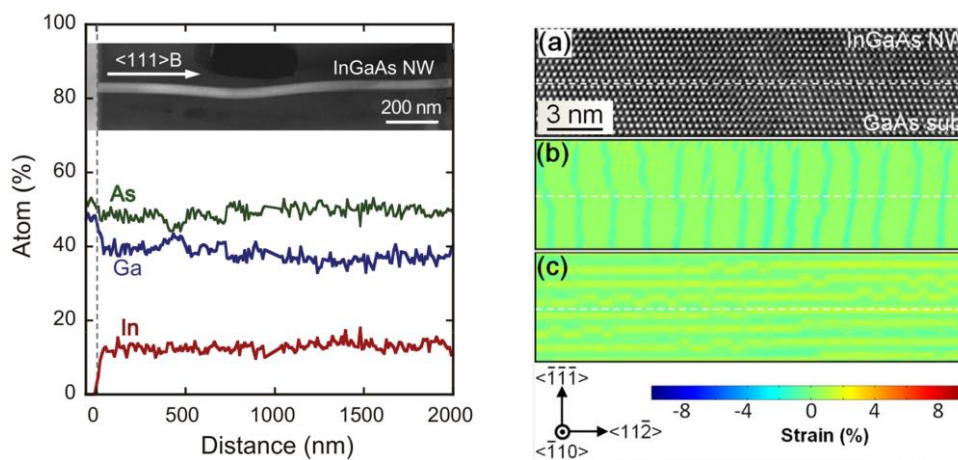 100
80
60
40
20
0
Atom (%)
<111>B
InGaAs NW
200 nm
As
Ga
In
0
500
1000
1500
2000
Distance (nm)
(a)
InGaAs NW
3 nm
GaAs sub
(b)
(c)
<1̅1̅1̅>
<112̅>
<1̅10>
-8
-4
0
4
8
Strain (%)